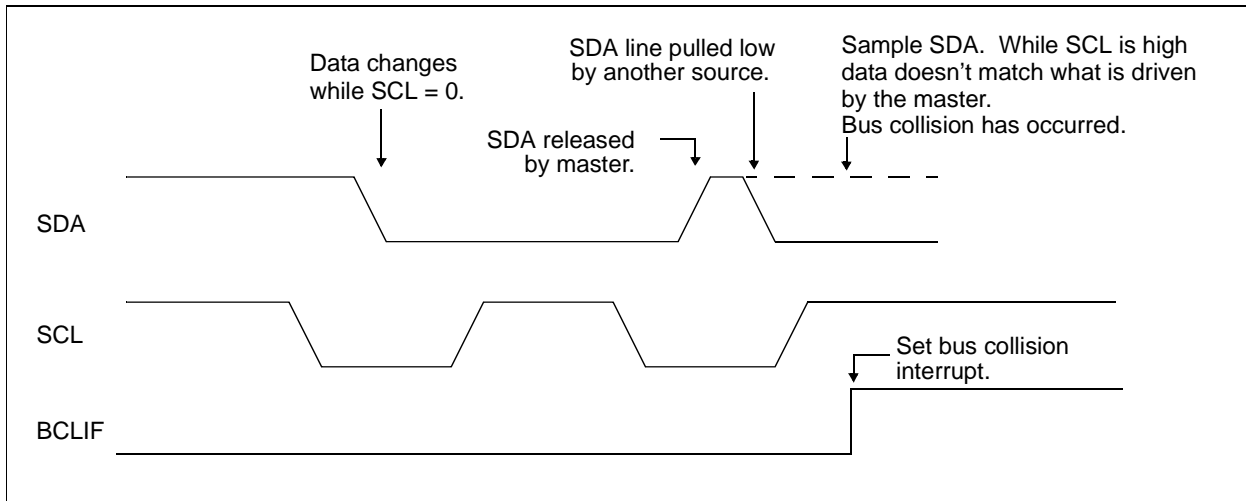 Data changes
while SCL = 0.
SDA line pulled low
by another source.
SDA released
by master.
Sample SDA.  While SCL is high
data doesn't match what is driven
by the master.
Bus collision has occurred.
SDA
SCL
Set bus collision
interrupt.
BCLIF